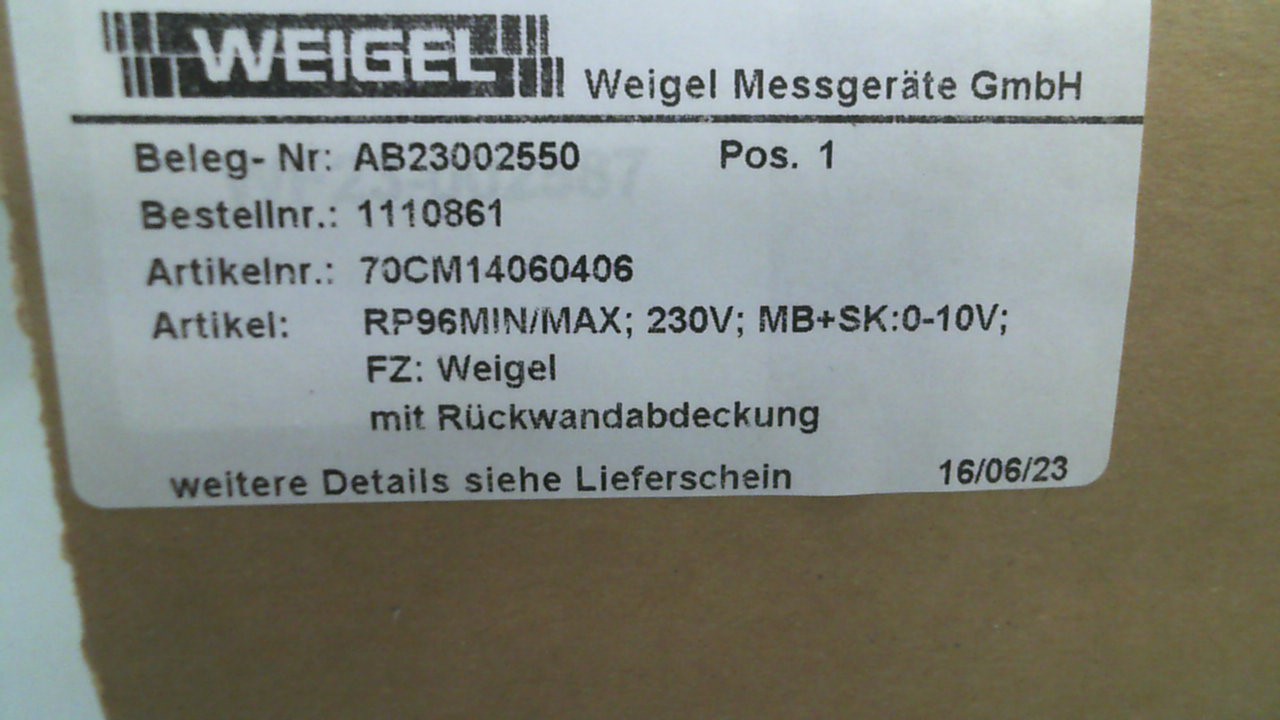 WEIGEL Weigel Messgeräte GmbH
Beleg- Nr: AB23002550 Pos. 1
Bestellnr.: 1110861
Artikelnr.: 70CM14060406
Artikel: RP96MIN/MAX; 230V; MB+SK:0-10V;
FZ: Weigel
mit Rückwandabdeckung
weitere Details siehe Lieferschein 16/06/23